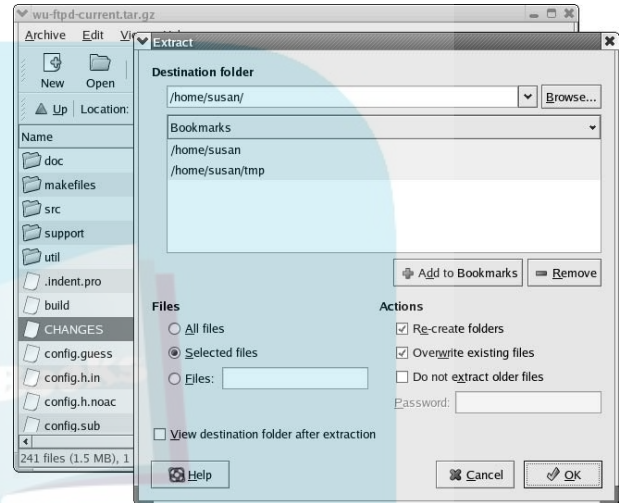 wu-ftpd-current.tar.gz
Archive Edit
New Open
Up Location:
Name
doc
makefiles
src
support
util
.indent.pro
build
CHANGES
config.guess
config.h.in
config.h.noac
config.sub
241 files (1.5 MB), 1
Extract
Destination folder
/home/susan/
Browse...
Bookmarks
/home/susan
/home/susan/tmp
Add to Bookmarks
Remove
Files
All files
Selected files
Files:
Actions
Re-create folders
Overwrite existing files
Do not extract older files
Password:
View destination folder after extraction
Help
Cancel
OK